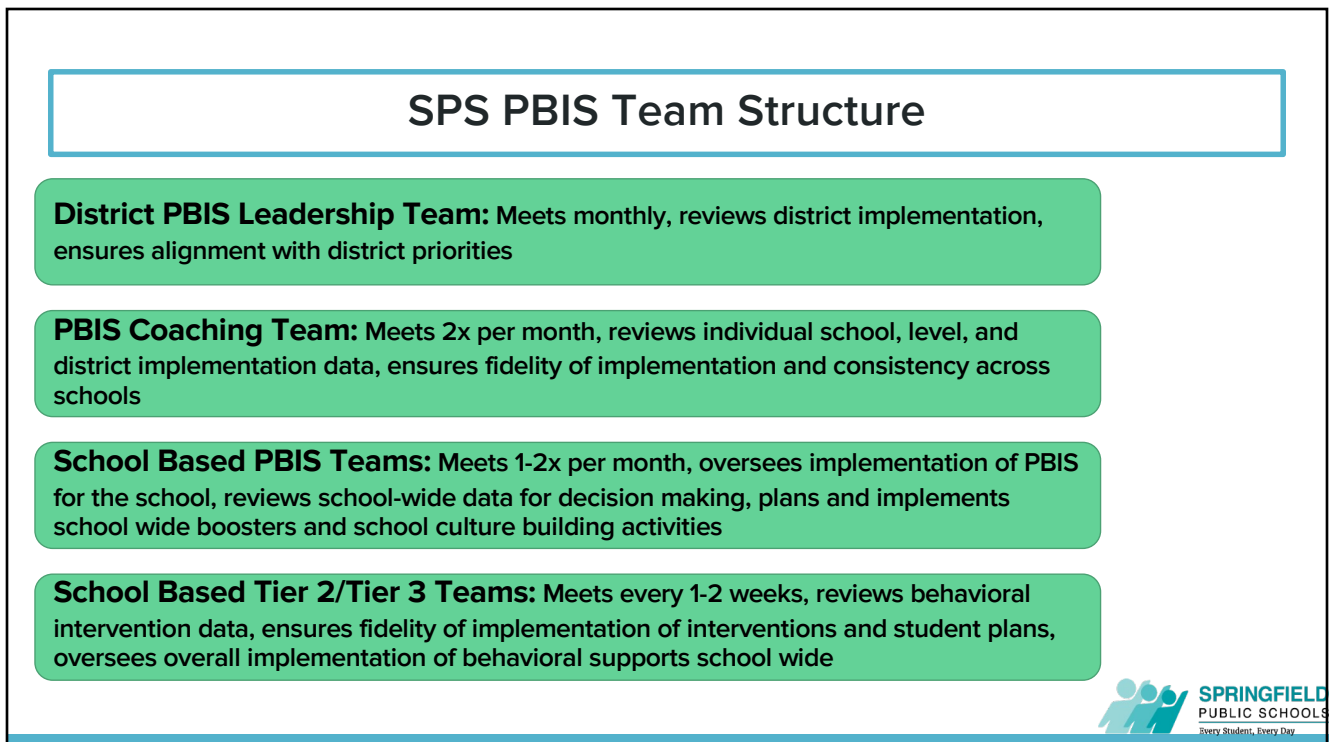 SPS PBIS Team Structure
District PBIS Leadership Team: Meets monthly, reviews district implementation,
ensures alignment with district priorities
PBIS Coaching Team: Meets 2x per month, reviews individual school, level, and
district implementation data, ensures fidelity of implementation and consistency across
schools
School Based PBIS Teams: Meets 1-2x per month, oversees implementation of PBIS
for the school, reviews school-wide data for decision making, plans and implements
school wide boosters and school culture building activities
School Based Tier 2/Tier 3 Teams: Meets every 1-2 weeks, reviews behavioral
intervention data, ensures fidelity of implementation of interventions and student plans,
oversees overall implementation of behavioral supports school wide
SPRINGFIELD
PUBLIC SCHOOLS
Every Student, Every Day